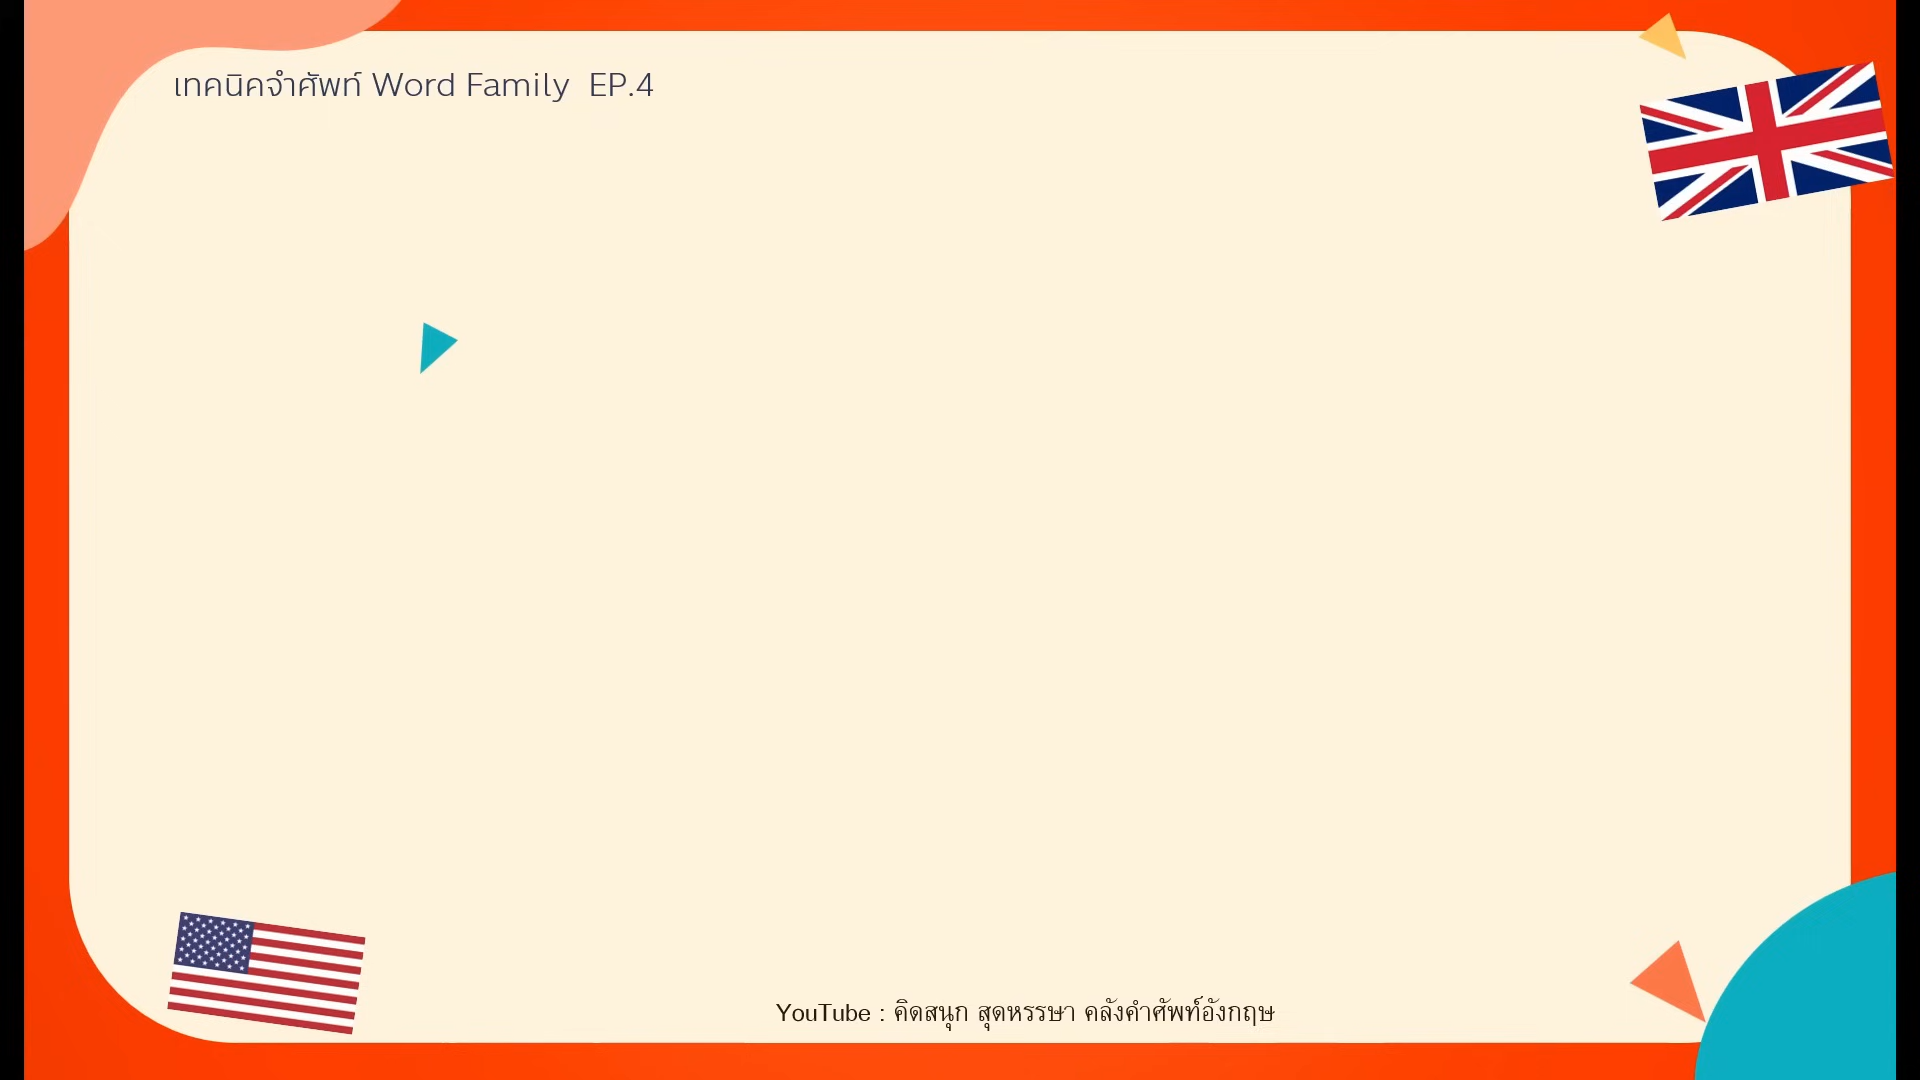 เทคนิคจำศัพท์ Word Family EP.4
YouTube : คิดสนุก สุดหรรษา คลังคำศัพท์อังกฤษ